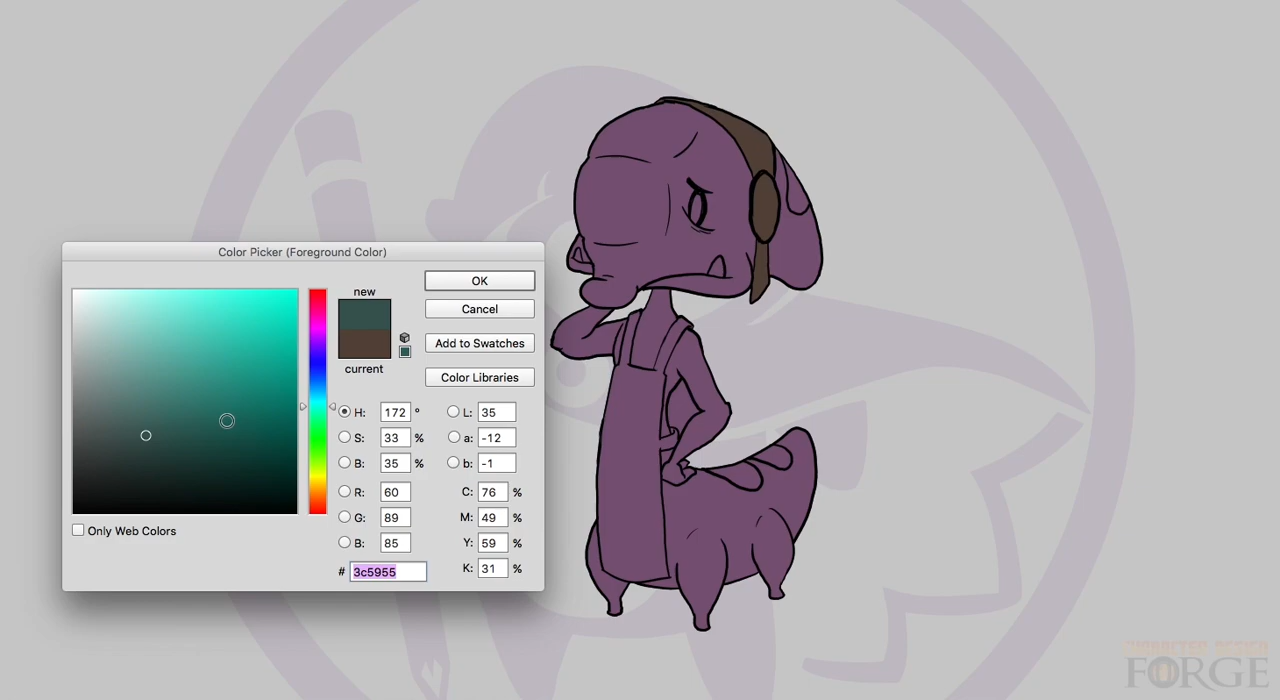 Color Picker (Foreground Color)
new
current
OK
Cancel
Add to Swatches
Color Libraries
H: 172 °
S: 33 %
B: 35 %
R: 60
G: 89
B: 85
# 3c5955
L: 35
a: -12
b: -1
C: 76 %
M: 49 %
Y: 59 %
K: 31 %
Only Web Colors
FORGE